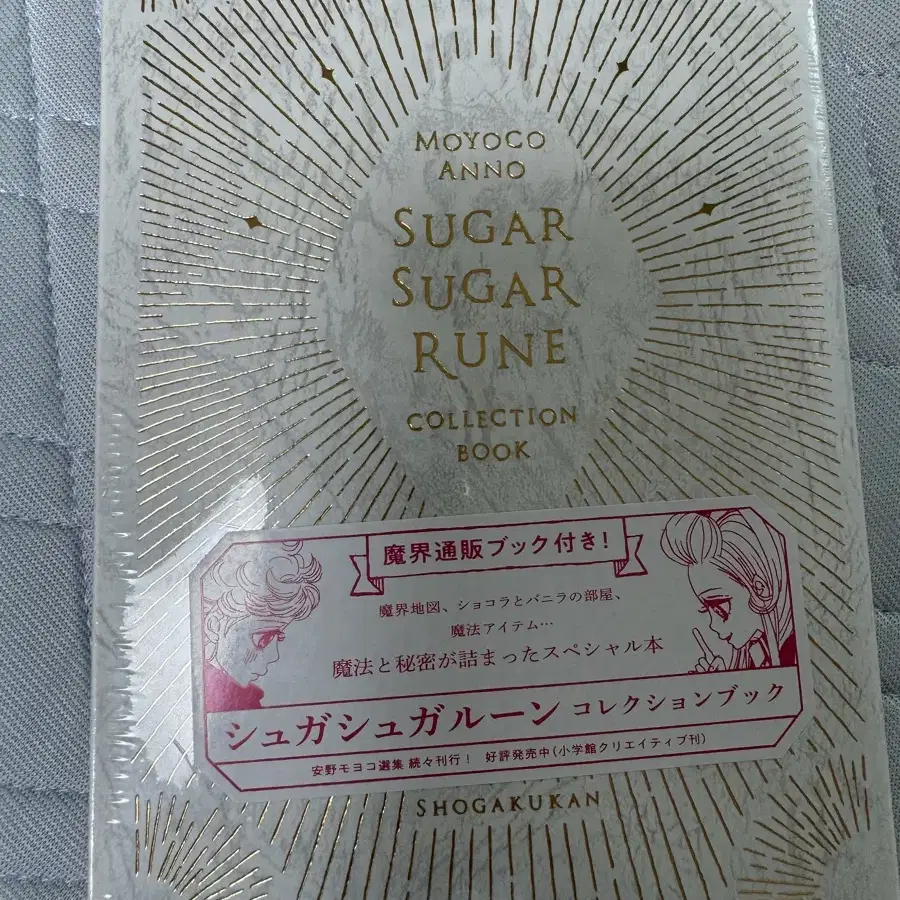 MOYOCO
ANNO
SUGAR
SUGAR
RUNE
COLLECTION
BOOK
魔界通販ブック付き!
魔界地図、ショコラとバニラの部屋、
魔法アイテム…
魔法と秘密が詰まったスペシャル本
シュガシュガルーン コレクションブック
安野モヨコ選集 続々刊行! 好評発売中(小学館クリエイティブ刊)
SHOGAKUKAN